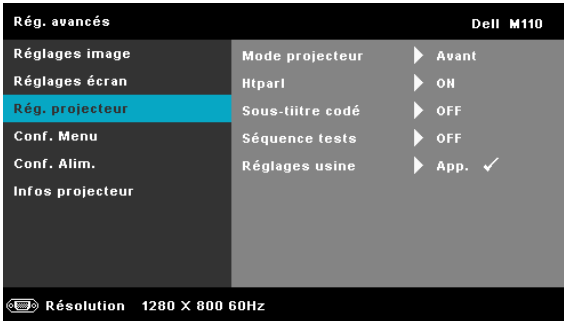 Rég. avancés Dell M110
Réglages image
Réglages écran
Rég. projecteur
Conf. Menu
Conf. Alim.
Infos projecteur
Mode projecteur Avant
Htparl ON
Sous-tiitre codé OFF
Séquence tests OFF
Réglages usine App.
Résolution 1280 X 800 60Hz